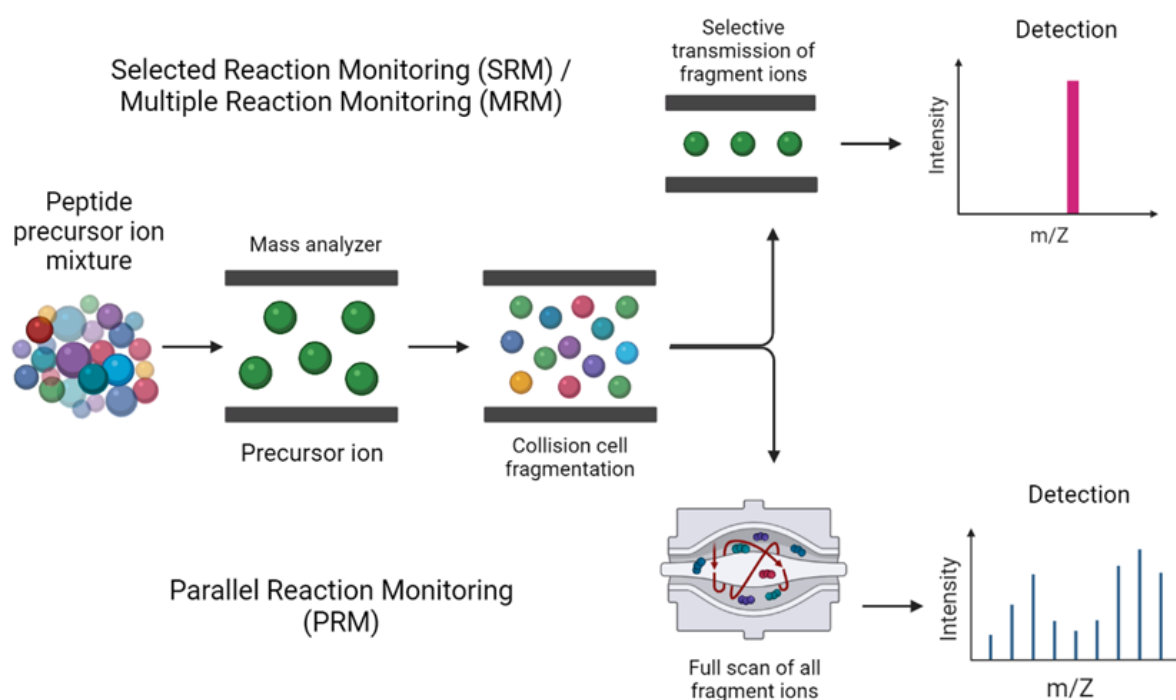 Selected Reaction Monitoring (SRM) /
Multiple Reaction Monitoring (MRM)
Selective
transmission of
fragment ions
Detection
Intensity
m/Z
Peptide
precursor ion
mixture
Mass analyzer
Precursor ion
Collision cell
fragmentation
Parallel Reaction Monitoring
(PRM)
Full scan of all
fragment ions
Detection
Intensity
m/Z